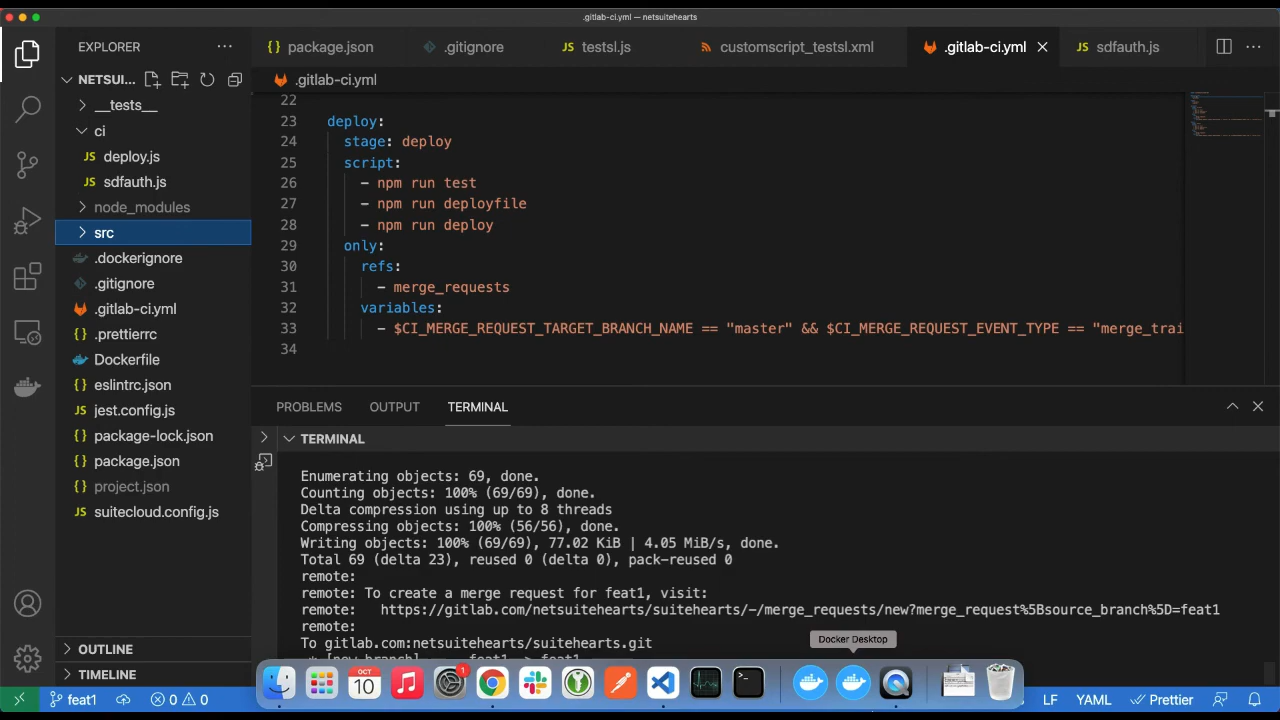 .gitlab-ci.yml — netsuitehearts
EXPLORER
package.json
.gitignore
testsl.js
customscript_testsl.xml
.gitlab-ci.yml
sdfauth.js
NETSUI...
.gitlab-ci.yml
__tests__
ci
deploy.js
sdfauth.js
node_modules
src
.dockerignore
.gitignore
.gitlab-ci.yml
.prettierrc
Dockerfile
eslintrc.json
jest.config.js
package-lock.json
package.json
project.json
suitecloud.config.js
OUTLINE
TIMELINE
22
23 deploy:
24 stage: deploy
25 script:
26 - npm run test
27 - npm run deployfile
28 - npm run deploy
29 only:
30 refs:
31 - merge_requests
32 variables:
33 - $CI_MERGE_REQUEST_TARGET_BRANCH_NAME == "master" && $CI_MERGE_REQUEST_EVENT_TYPE == "merge_trai
34
PROBLEMS OUTPUT TERMINAL
TERMINAL
Enumerating objects: 69, done.
Counting objects: 100% (69/69), done.
Delta compression using up to 8 threads
Compressing objects: 100% (56/56), done.
Writing objects: 100% (69/69), 77.02 KiB | 4.05 MiB/s, done.
Total 69 (delta 23), reused 0 (delta 0), pack-reused 0
remote:
remote: To create a merge request for feat1, visit:
remote:   https://gitlab.com/netsuitehearts/suitehearts/-/merge_requests/new?merge_request%5Bsource_branch%5D=feat1
remote:
To gitlab.com:netsuitehearts/suitehearts.git
* [new branch] feat1 -> feat1
Docker Desktop
OCT
10
1
feat1
0
0
LF
YAML
Prettier